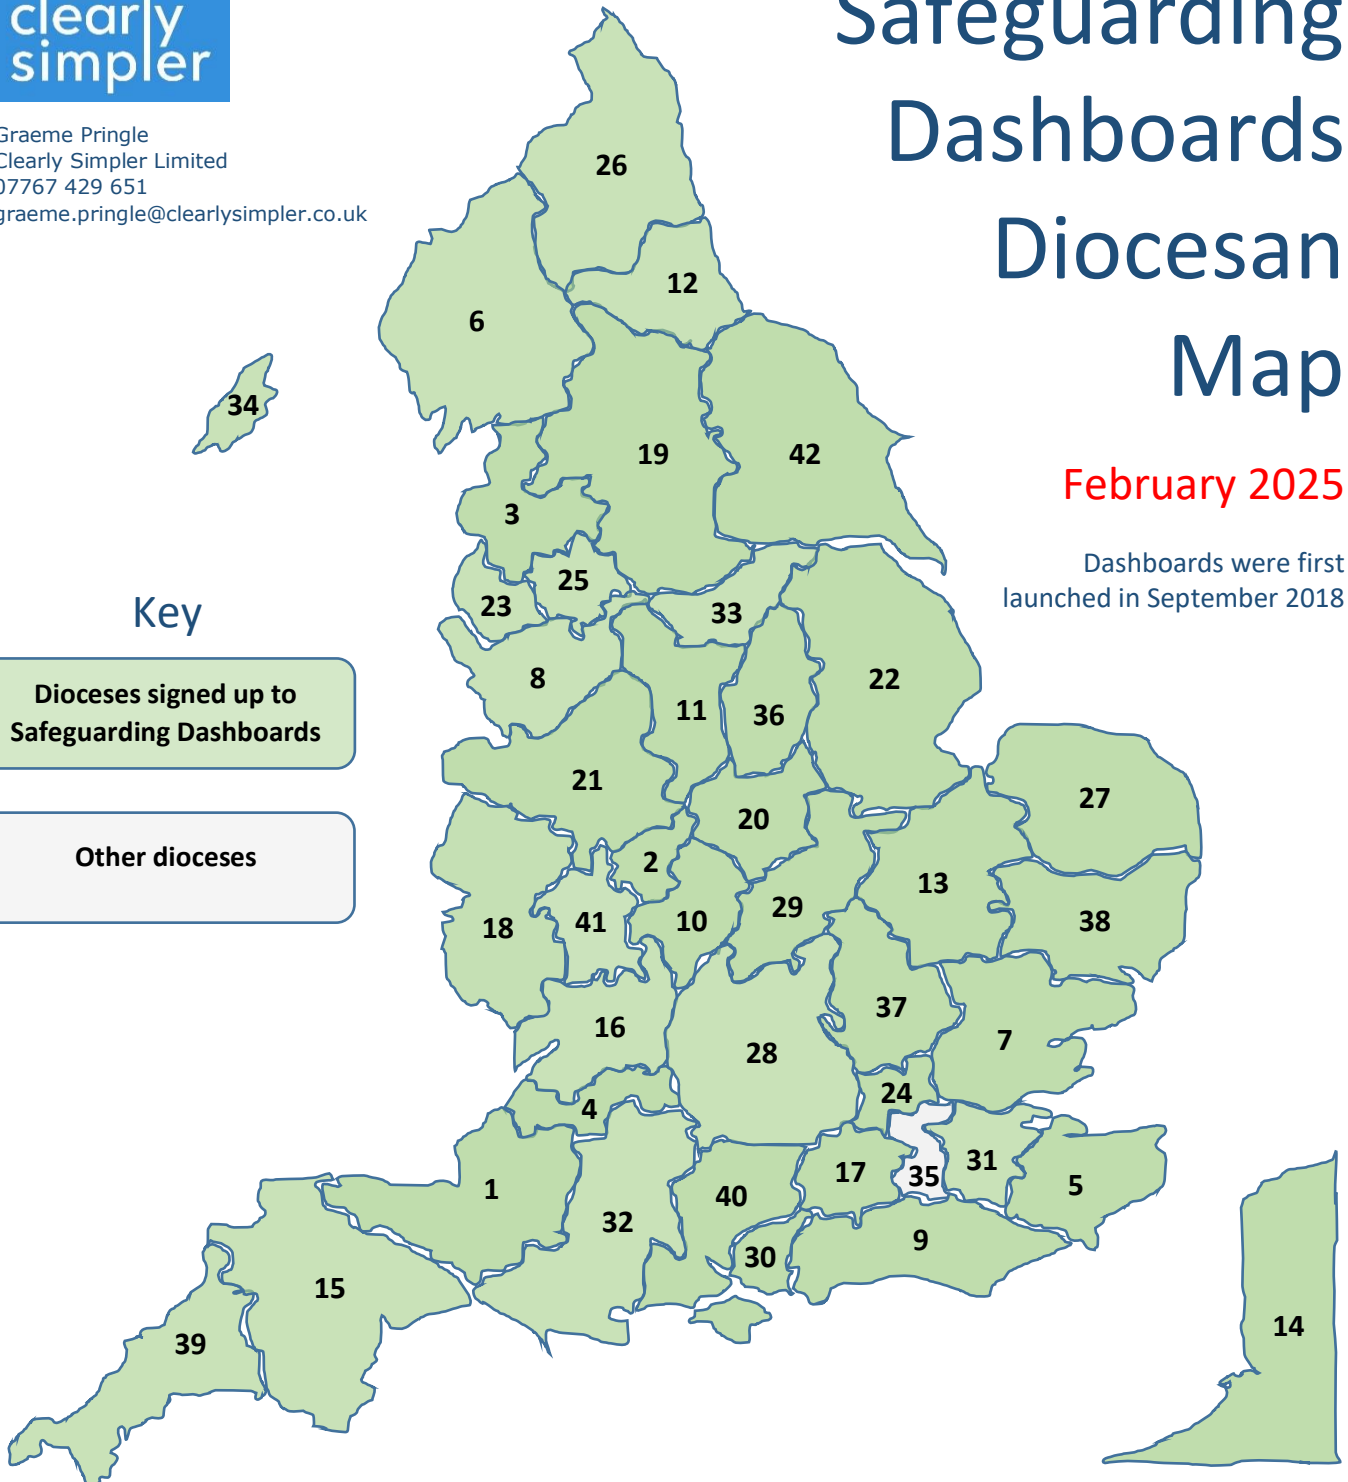 clearly
simpler
Graeme Pringle
Clearly Simpler Limited
07767 429 651
graeme.pringle@clearlysimpler.co.uk
Safeguarding
Dashboards
Diocesan
Map
February 2025
Dashboards were first
launched in September 2018
Key
Dioceses signed up to
Safeguarding Dashboards
Other dioceses
26
12
6
34
19
42
3
25
23
33
8
22
11
36
21
27
20
2
13
29
10
41
18
38
37
16
7
28
24
4
31
17
35
5
1
40
32
9
30
15
14
39